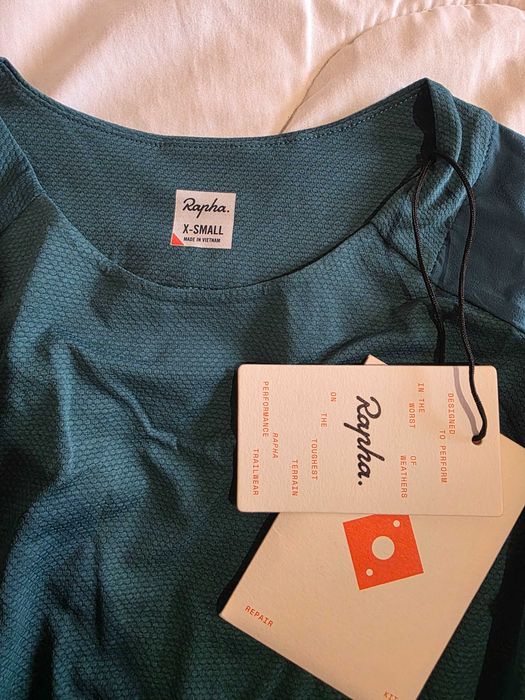 Rapha.
X-SMALL
MADE IN VIETNAM
DESIGNED TO PERFORM
IN THE WORST OF WEATHERS
Rapha.
ON THE TOUGHEST TERRAIN
RAPHA
PERFORMANCE TRAILWEAR
REPAIR
KIT